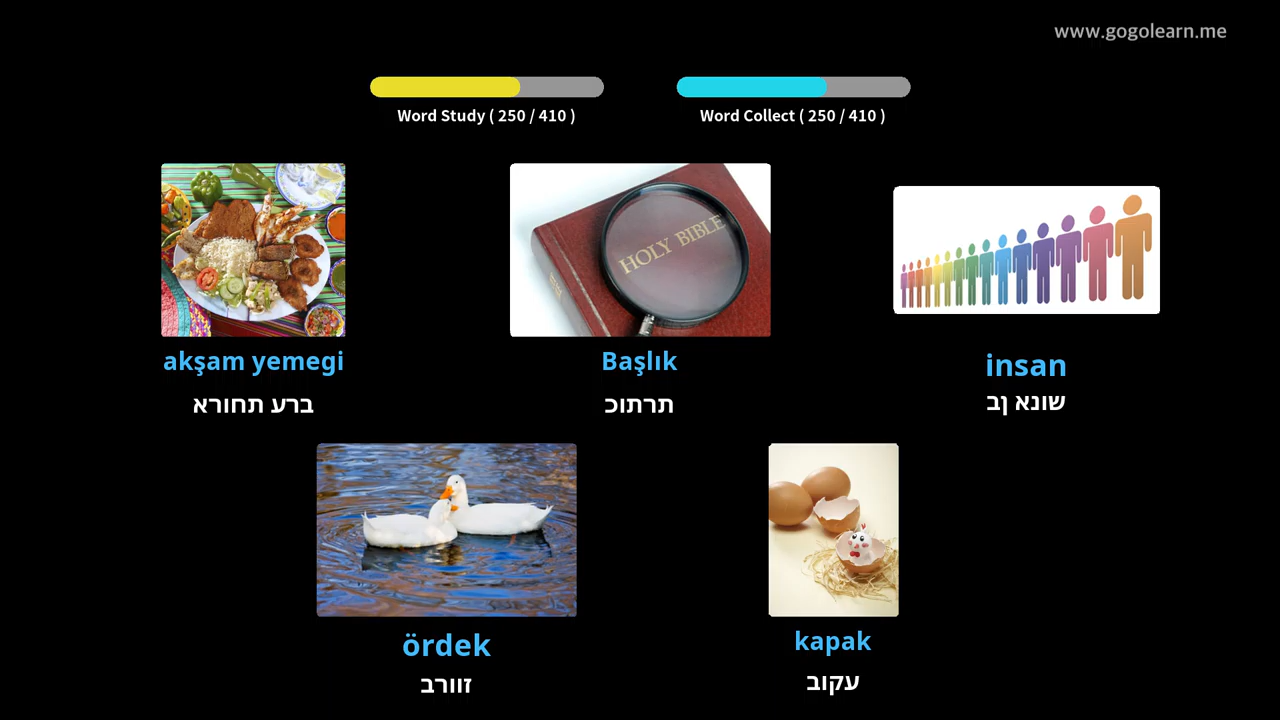 www.gogolearn.me
Word Study ( 250 / 410 )
Word Collect ( 250 / 410 )
akşam yemegi
ברע תחורא
Başlık
תרתוכ
insan
שונא ןב
HOLY BIBLE
ördek
זוורב
kapak
עקוב